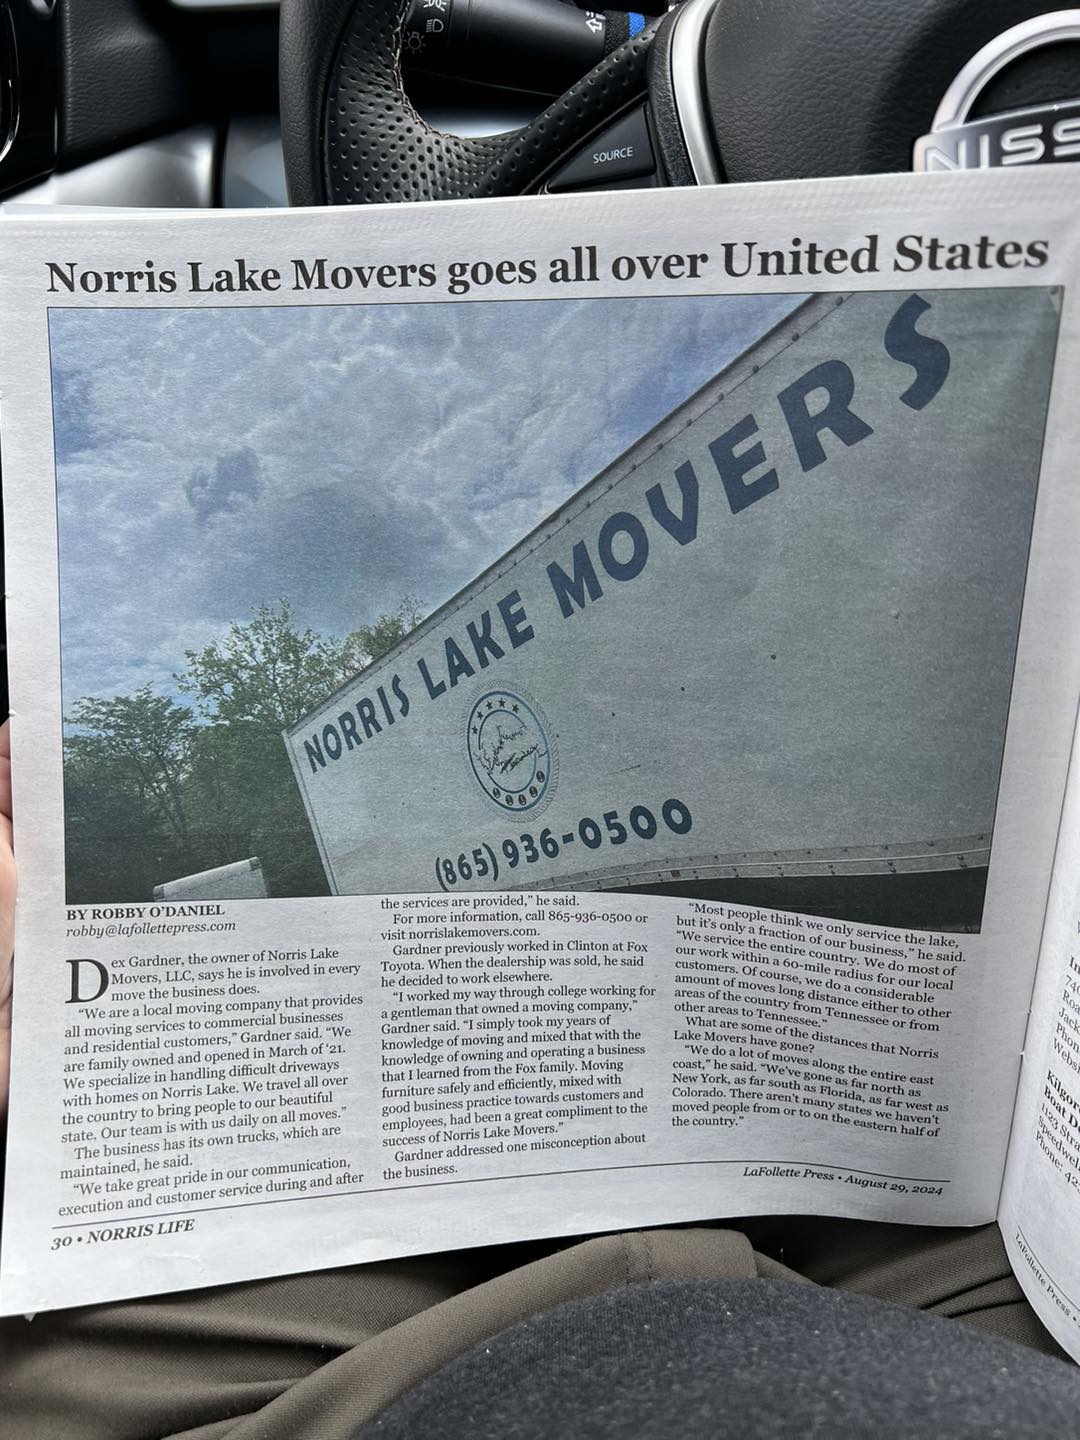 SOURCE
NISS
Norris Lake Movers goes all over United States
NORRIS LAKE MOVERS
(865) 936-0500
BY ROBBY O'DANIEL
robby@lafollettepress.com
Dex Gardner, the owner of Norris Lake
Movers, LLC, says he is involved in every
move the business does.
“We are a local moving company that provides
all moving services to commercial businesses
and residential customers,” Gardner said. “We
are family owned and opened in March of ‘21.
We specialize in handling difficult driveways
with homes on Norris Lake. We travel all over
the country to bring people to our beautiful
state. Our team is with us daily on all moves.”
The business has its own trucks, which are
maintained, he said.
“We take great pride in our communication,
execution and customer service during and after
the services are provided,” he said.
For more information, call 865-936-0500 or
visit norrislakemovers.com.
Gardner previously worked in Clinton at Fox
Toyota. When the dealership was sold, he said
he decided to work elsewhere.
“I worked my way through college working for
a gentleman that owned a moving company,”
Gardner said. “I simply took my years of
knowledge of moving and mixed that with the
knowledge of owning and operating a business
that I learned from the Fox family. Moving
furniture safely and efficiently, mixed with
good business practice towards customers and
employees, had been a great compliment to the
success of Norris Lake Movers.”
Gardner addressed one misconception about
the business.
“Most people think we only service the lake,
but it’s only a fraction of our business,” he said.
“We service the entire country. We do most of
our work within a 60-mile radius for our local
customers. Of course, we do a considerable
amount of moves long distance either to other
areas of the country from Tennessee or from
other areas to Tennessee.”
What are some of the distances that Norris
Lake Movers have gone?
“We do a lot of moves along the entire east
coast,” he said. “We’ve gone as far north as
New York, as far south as Florida, as far west as
Colorado. There aren’t many states we haven’t
moved people from or to on the eastern half of
the country.”
LaFollette Press • August 29, 2024
30 • NORRIS LIFE
In
740
Roa
Jack
Phon
Websi
Kilgor
Boat Do
1123 Stra
Speedwel
Phone: 42
LaFollette Press •